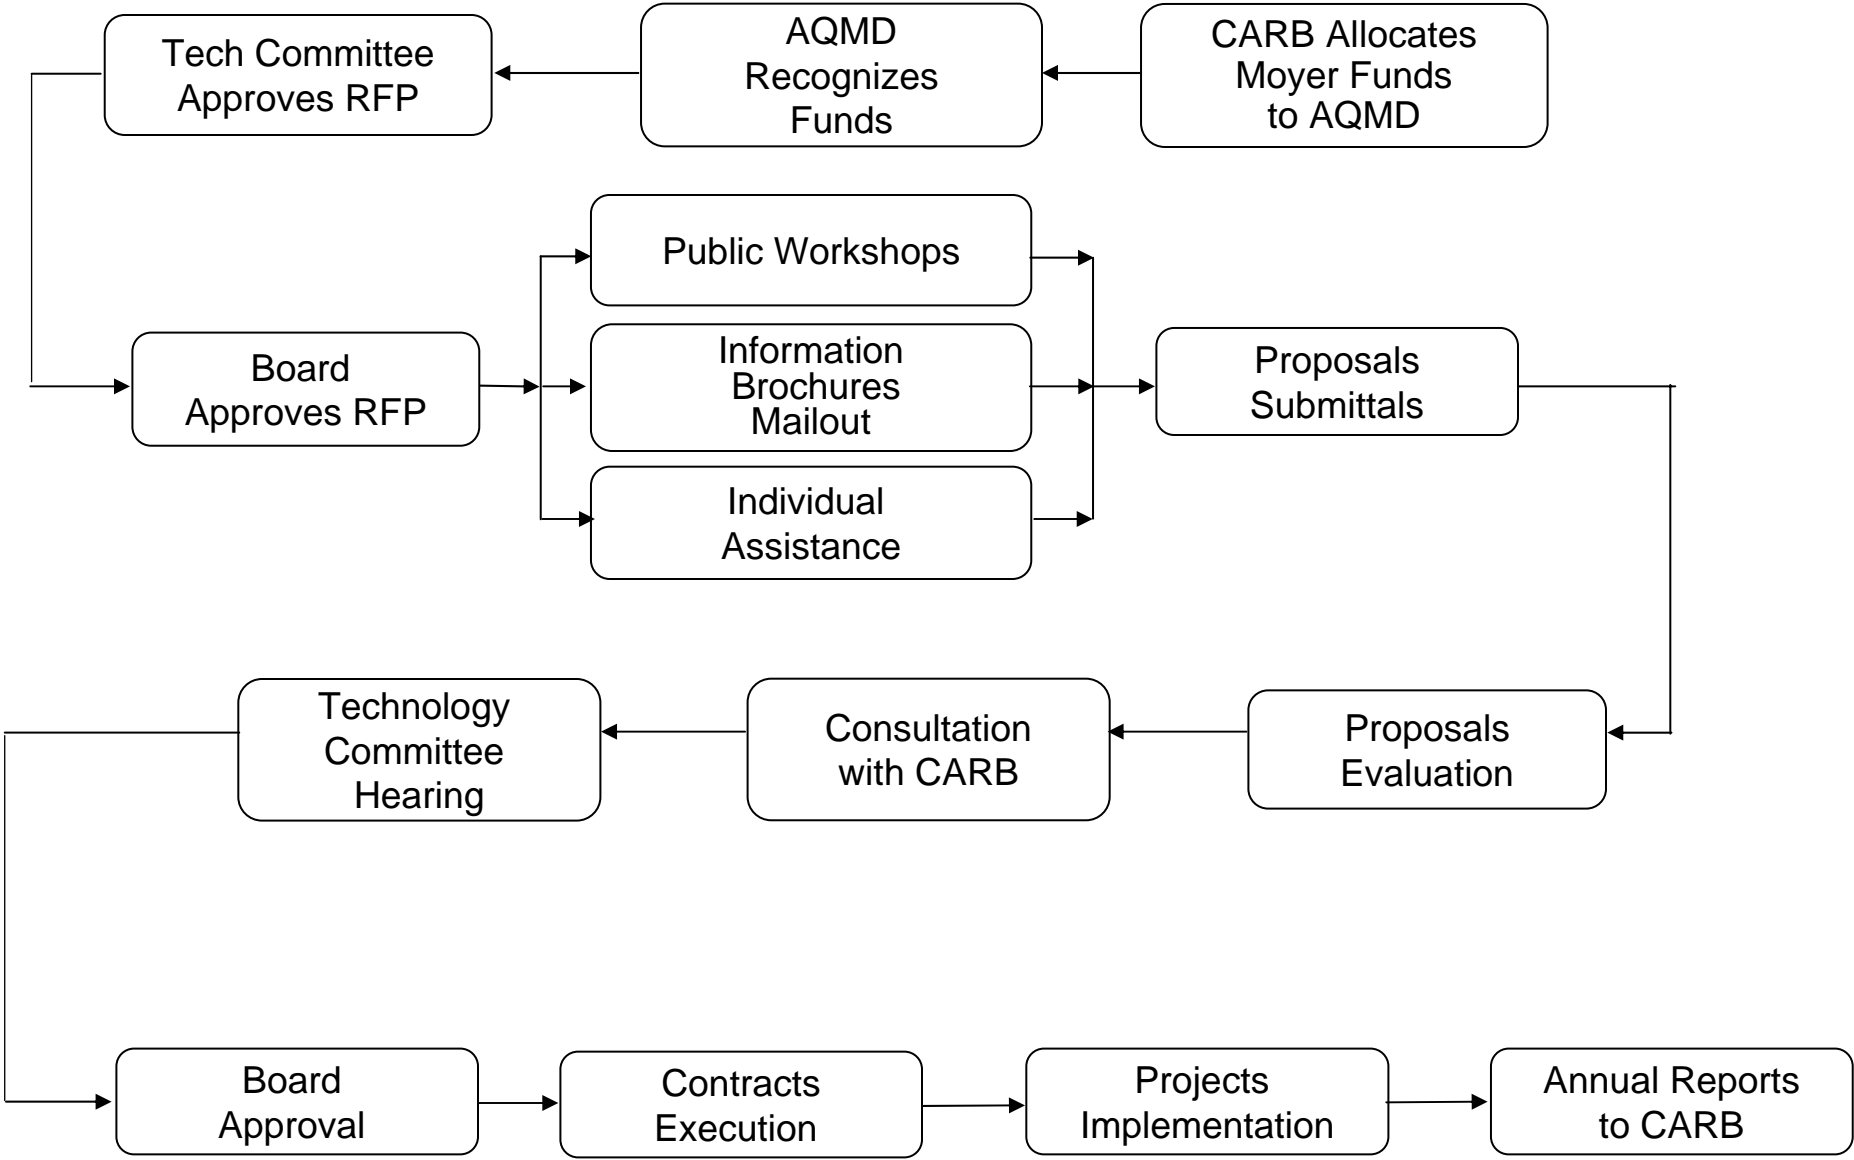 Tech Committee
Approves RFP
AQMD
Recognizes
Funds
CARB Allocates
Moyer Funds
to AQMD
Public Workshops
Board
Approves RFP
Information
Brochures
Mailout
Proposals
Submittals
Individual
Assistance
Technology
Committee
Hearing
Consultation
with CARB
Proposals
Evaluation
Board
Approval
Contracts
Execution
Projects
Implementation
Annual Reports
to CARB